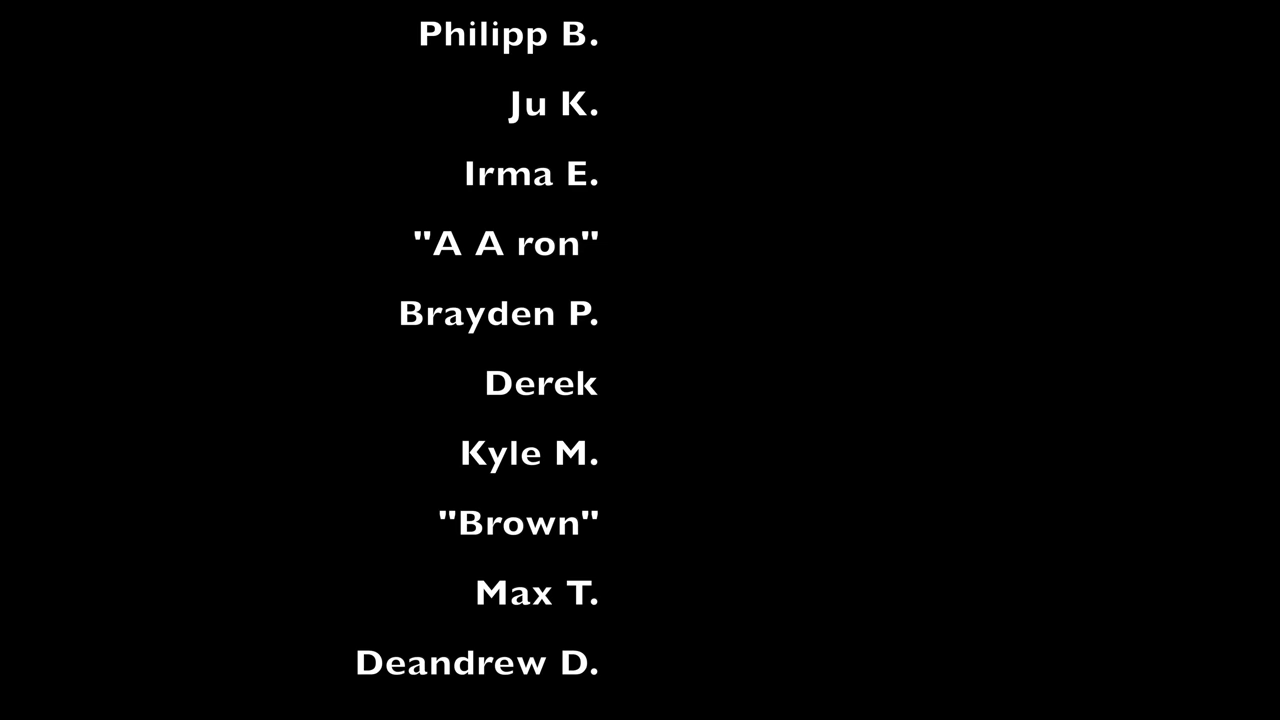 Philipp B.
Ju K.
Irma E.
"A A ron"
Brayden P.
Derek
Kyle M.
"Brown"
Max T.
Deandrew D.